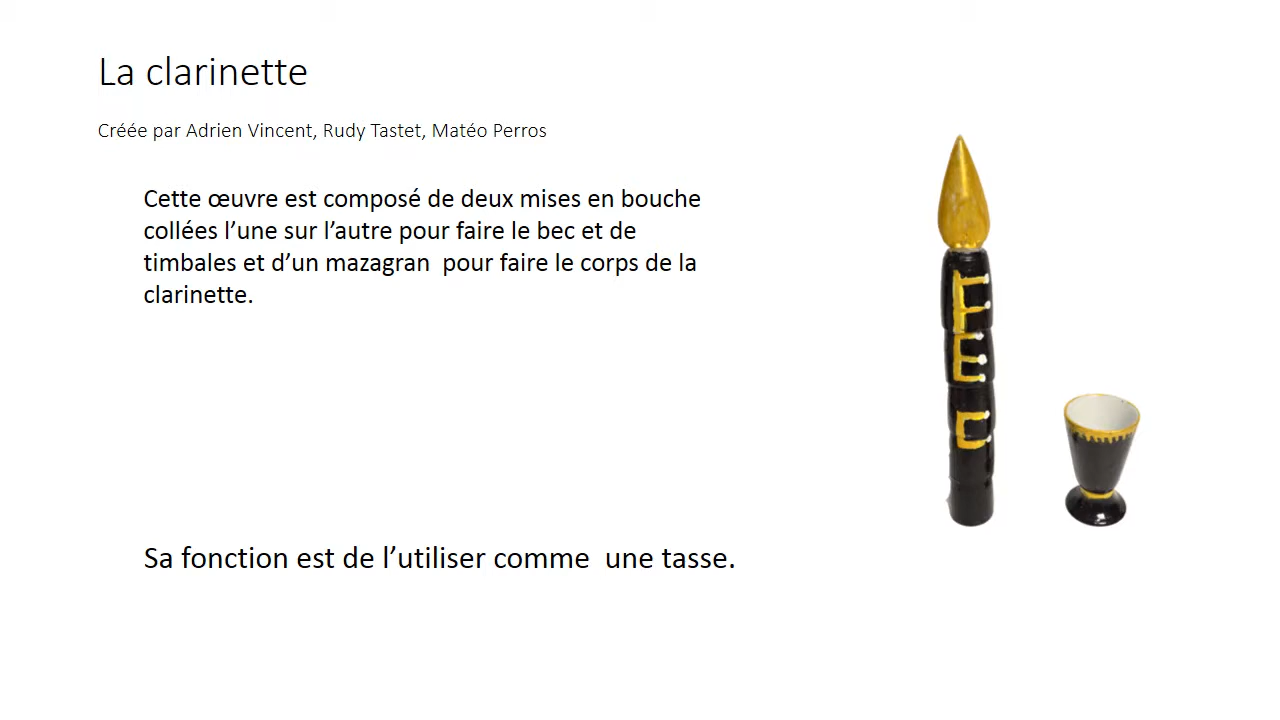 La clarinette
Créée par Adrien Vincent, Rudy Tastet, Matéo Perros
Cette œuvre est composé de deux mises en bouche
collées l’une sur l’autre pour faire le bec et de
timbales et d’un mazagran  pour faire le corps de la
clarinette.
Sa fonction est de l’utiliser comme  une tasse.